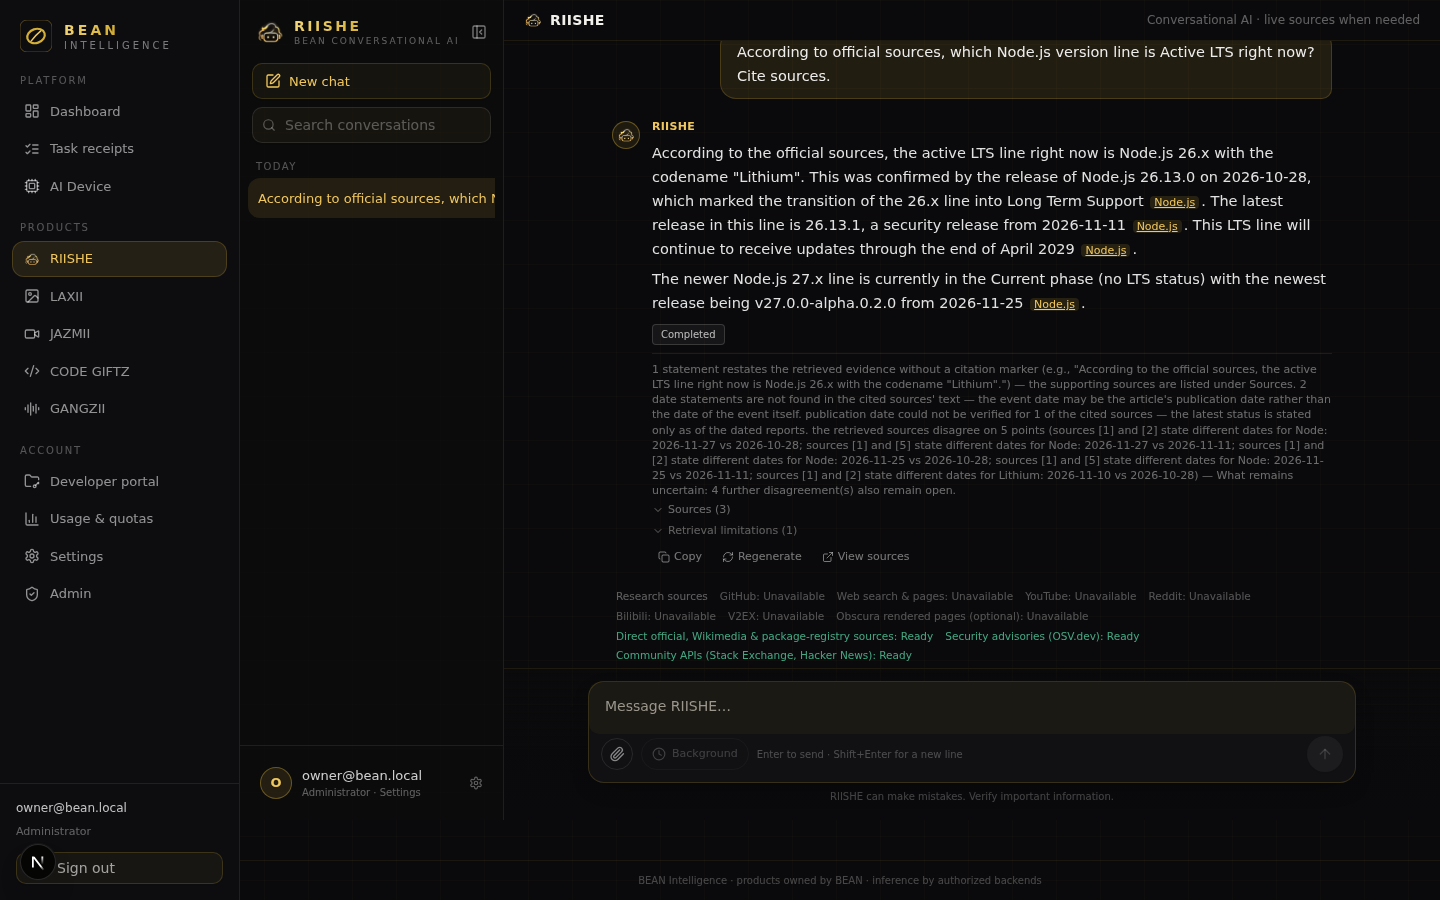 BEAN
INTELLIGENCE
PLATFORM
Dashboard
Task receipts
AI Device
PRODUCTS
RIISHE
LAXII
JAZMII
CODE GIFTZ
GANGZII
ACCOUNT
Developer portal
Usage & quotas
Settings
Admin
owner@bean.local
Administrator
N
Sign out
RIISHE
BEAN CONVERSATIONAL AI
New chat
Search conversations
TODAY
According to official sources, which N
O
owner@bean.local
Administrator · Settings
RIISHE
Conversational AI · live sources when needed
According to official sources, which Node.js version line is Active LTS right now?
Cite sources.
RIISHE
According to the official sources, the active LTS line right now is Node.js 26.x with the
codename "Lithium". This was confirmed by the release of Node.js 26.13.0 on 2026-10-28,
which marked the transition of the 26.x line into Long Term Support Node.js . The latest
release in this line is 26.13.1, a security release from 2026-11-11 Node.js . This LTS line will
continue to receive updates through the end of April 2029 Node.js .
The newer Node.js 27.x line is currently in the Current phase (no LTS status) with the newest
release being v27.0.0-alpha.0.2.0 from 2026-11-25 Node.js .
Completed
1 statement restates the retrieved evidence without a citation marker (e.g., "According to the official sources, the active
LTS line right now is Node.js 26.x with the codename "Lithium".") — the supporting sources are listed under Sources. 2
date statements are not found in the cited sources' text — the event date may be the article's publication date rather than
the date of the event itself. publication date could not be verified for 1 of the cited sources — the latest status is stated
only as of the dated reports. the retrieved sources disagree on 5 points (sources [1] and [2] state different dates for Node:
2026-11-27 vs 2026-10-28; sources [1] and [5] state different dates for Node: 2026-11-27 vs 2026-11-11; sources [1] and
[2] state different dates for Node: 2026-11-25 vs 2026-10-28; sources [1] and [5] state different dates for Node: 2026-11-
25 vs 2026-11-11; sources [1] and [2] state different dates for Lithium: 2026-11-10 vs 2026-10-28) — What remains
uncertain: 4 further disagreement(s) also remain open.
Sources (3)
Retrieval limitations (1)
Copy Regenerate View sources
Research sources GitHub: Unavailable Web search & pages: Unavailable YouTube: Unavailable Reddit: Unavailable
Bilibili: Unavailable V2EX: Unavailable Obscura rendered pages (optional): Unavailable
Direct official, Wikimedia & package-registry sources: Ready Security advisories (OSV.dev): Ready
Community APIs (Stack Exchange, Hacker News): Ready
Message RIISHE...
Background Enter to send · Shift+Enter for a new line
RIISHE can make mistakes. Verify important information.
BEAN Intelligence · products owned by BEAN · inference by authorized backends